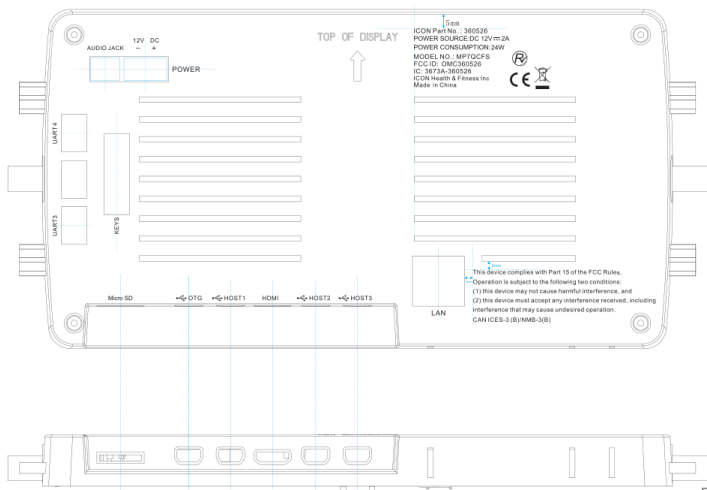 5mm
TOP OF DISPLAY
ICON Part No. : 360526
POWER SOURCE:DC 12V⎓2A
POWER CONSUMPTION:24W
MODEL NO.: MP7QCFS
FCC ID: OMC360526
IC: 3673A-360526
ICON Health & Fitness Inc
Made in China
CE
12V DC
AUDIO JACK − +
POWER
UART4
UART3
KEYS
LAN
This device complies with Part 15 of the FCC Rules.
Operation is subject to the following two conditions:
(1) this device may not cause harmful interference, and
(2) this device must accept any interference received, including
interference that may cause undesired operation.
CAN ICES-3 (B)/NMB-3(B)
Micro SD OTG HOST1 HDMI HOST2 HOST3